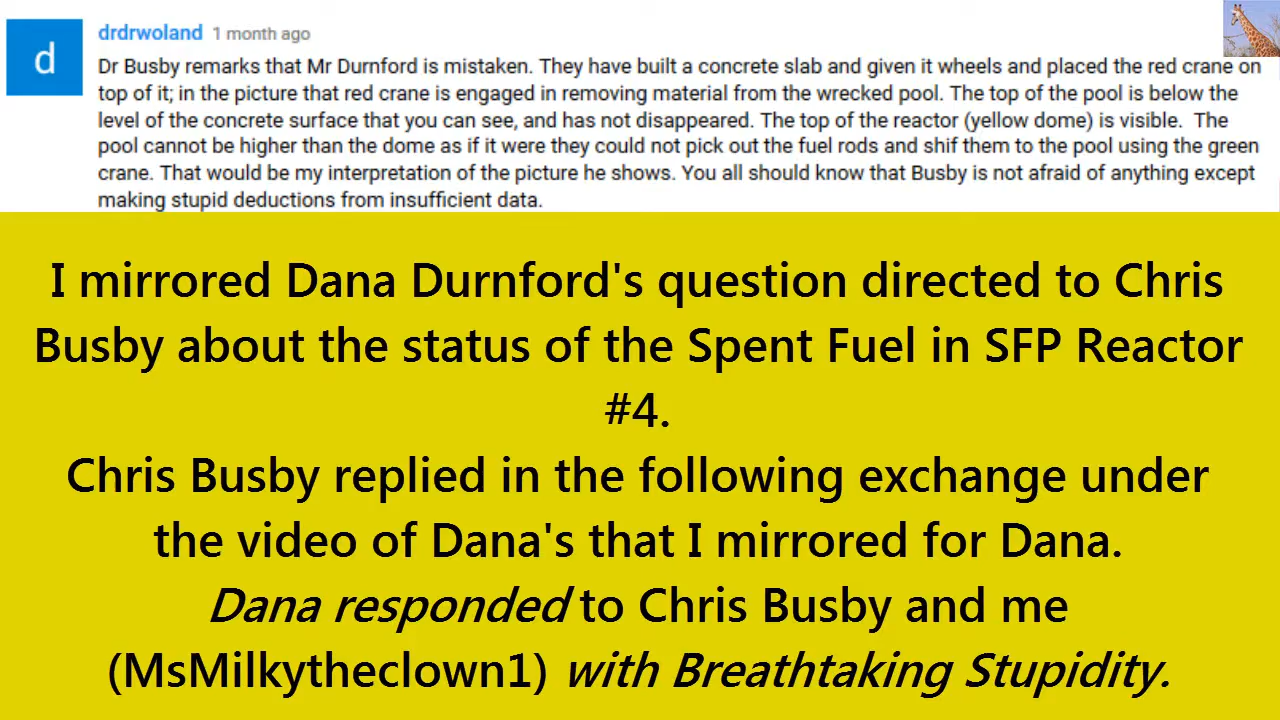 d
drdrwoland 1 month ago
Dr Busby remarks that Mr Durnford is mistaken. They have built a concrete slab and given it wheels and placed the red crane on
top of it; in the picture that red crane is engaged in removing material from the wrecked pool. The top of the pool is below the
level of the concrete surface that you can see, and has not disappeared. The top of the reactor (yellow dome) is visible. The
pool cannot be higher than the dome as if it were they could not pick out the fuel rods and shif them to the pool using the green
crane. That would be my interpretation of the picture he shows. You all should know that Busby is not afraid of anything except
making stupid deductions from insufficient data.
I mirrored Dana Durnford's question directed to Chris
Busby about the status of the Spent Fuel in SFP Reactor
#4.
Chris Busby replied in the following exchange under
the video of Dana's that I mirrored for Dana.
Dana responded to Chris Busby and me
(MsMilkytheclown1) with Breathtaking Stupidity.